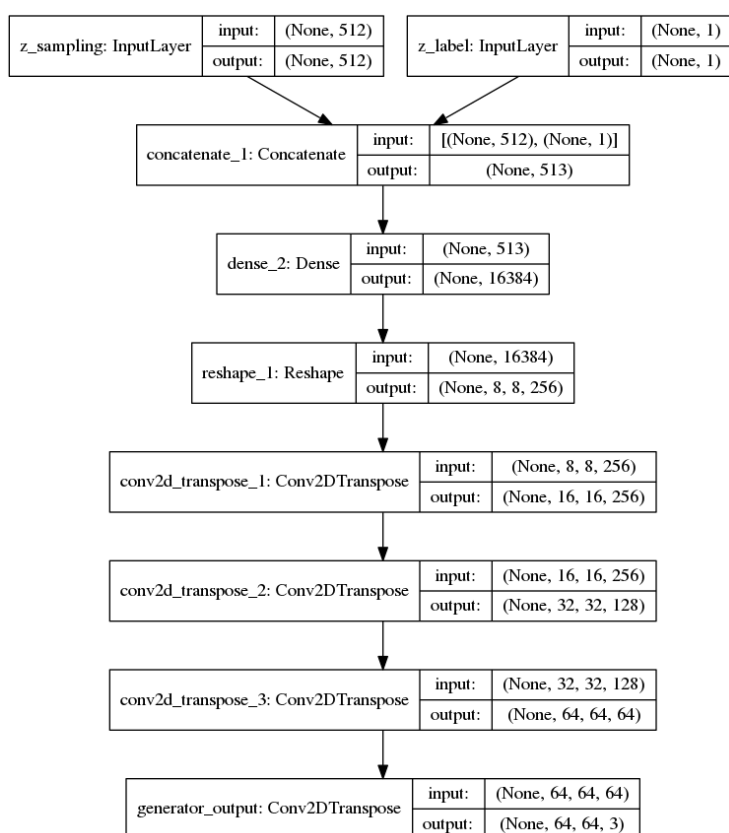 z_sampling: InputLayer
input: (None, 512)
output: (None, 512)
z_label: InputLayer
input: (None, 1)
output: (None, 1)
concatenate_1: Concatenate
input: [(None, 512), (None, 1)]
output: (None, 513)
dense_2: Dense
input: (None, 513)
output: (None, 16384)
reshape_1: Reshape
input: (None, 16384)
output: (None, 8, 8, 256)
conv2d_transpose_1: Conv2DTranspose
input: (None, 8, 8, 256)
output: (None, 16, 16, 256)
conv2d_transpose_2: Conv2DTranspose
input: (None, 16, 16, 256)
output: (None, 32, 32, 128)
conv2d_transpose_3: Conv2DTranspose
input: (None, 32, 32, 128)
output: (None, 64, 64, 64)
generator_output: Conv2DTranspose
input: (None, 64, 64, 64)
output: (None, 64, 64, 3)